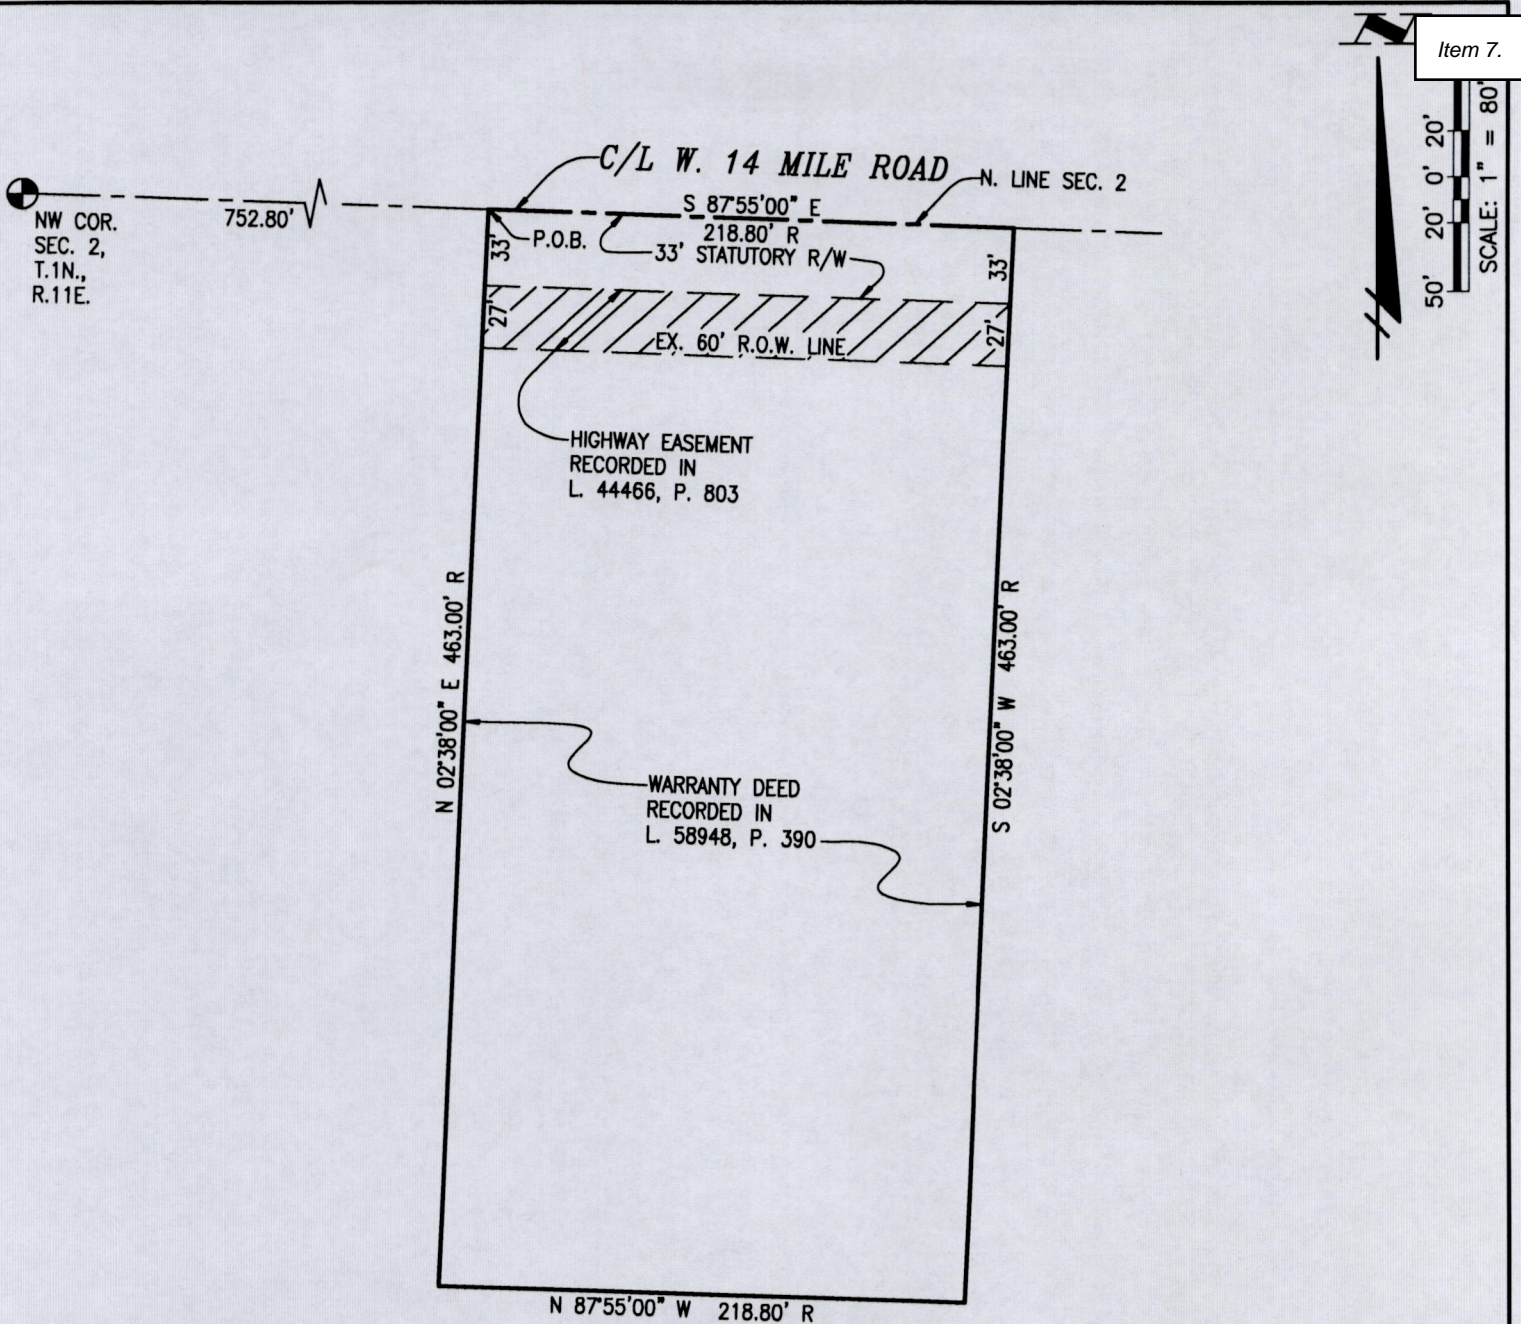 Item 7.
C/L W. 14 MILE ROAD
N. LINE SEC. 2
NW COR.
SEC. 2,
T.1N.,
R.11E.
752.80'
S 87°55'00" E
218.80' R
P.O.B.
33' STATUTORY R/W
33'
33'
27'
27'
EX. 60' R.O.W. LINE
HIGHWAY EASEMENT
RECORDED IN
L. 44466, P. 803
N 02°38'00" E 463.00' R
S 02°38'00" W 463.00' R
WARRANTY DEED
RECORDED IN
L. 58948, P. 390
N 87°55'00" W 218.80' R
50' 20' 0' 20'
SCALE: 1" = 80'
N